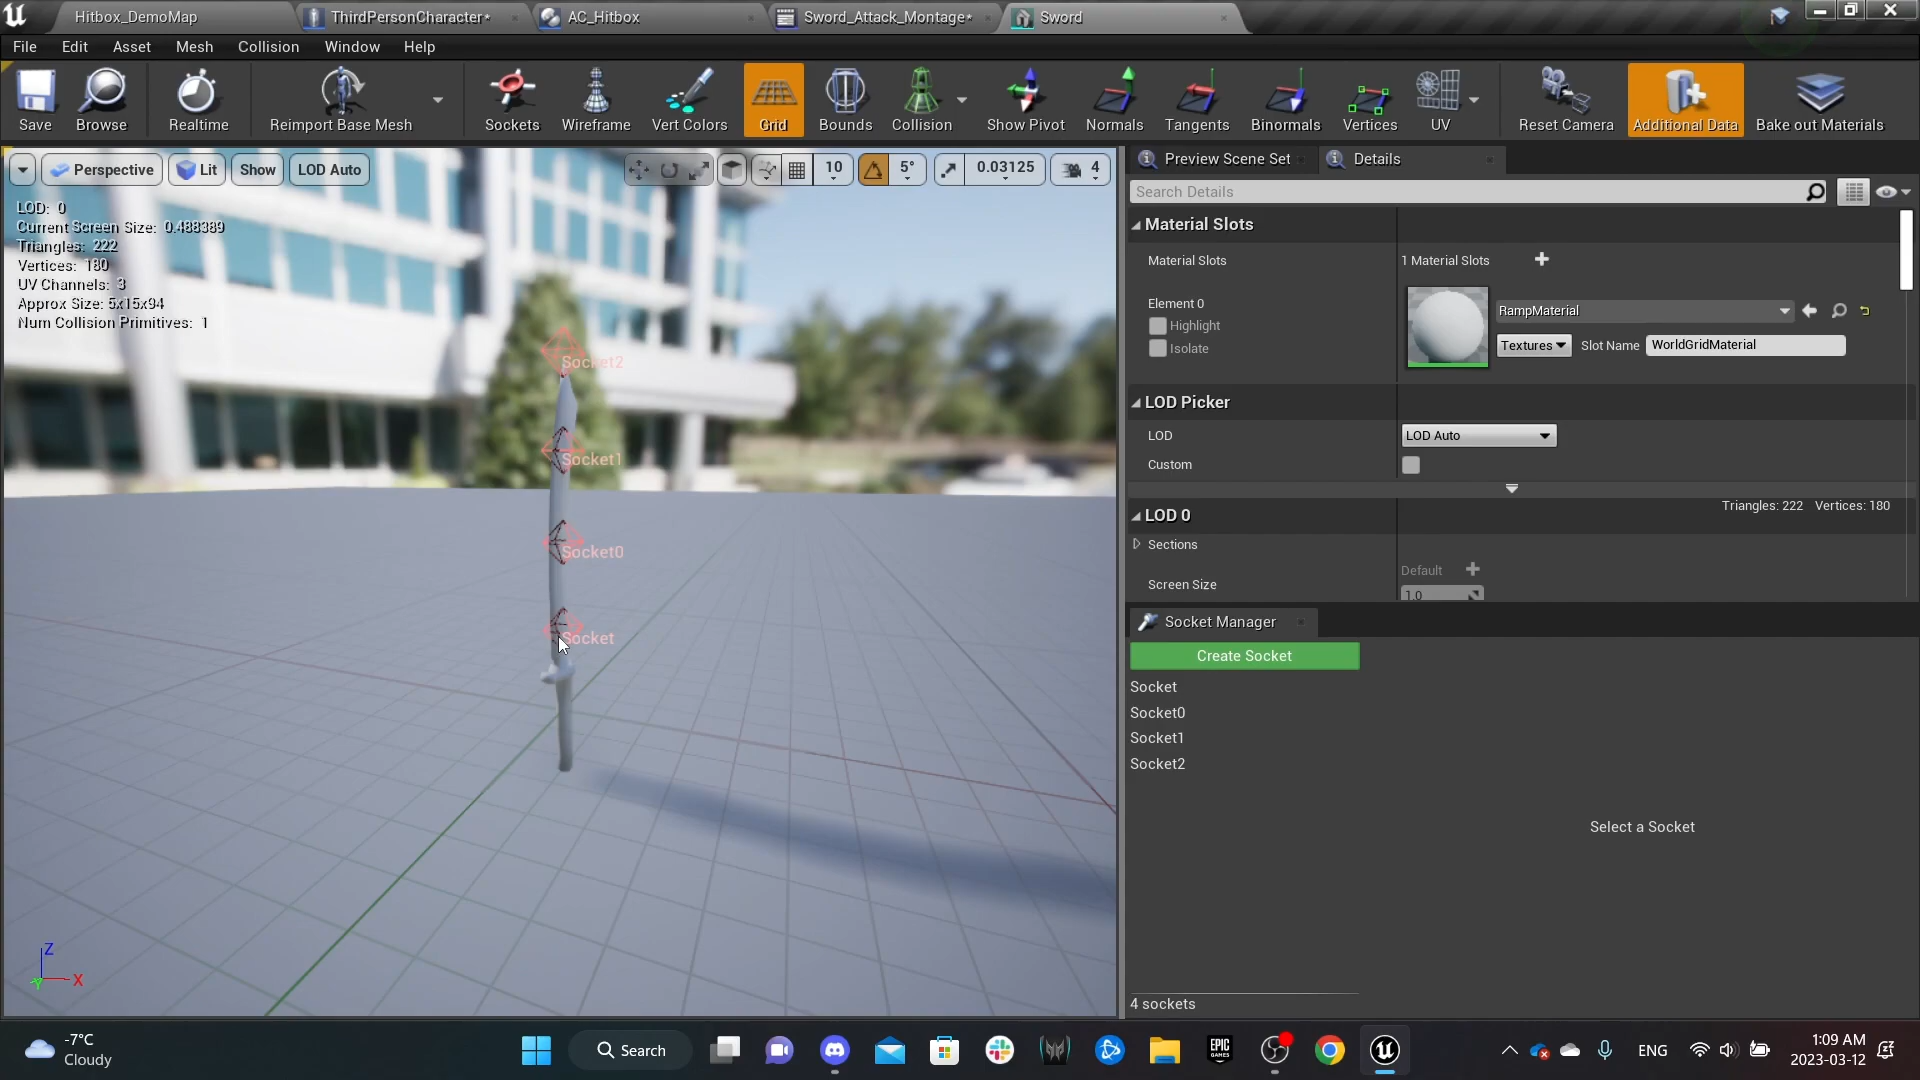 Hitbox_DemoMap
ThirdPersonCharacter*
AC_Hitbox
Sword_Attack_Montage*
Sword
File Edit Asset Mesh Collision Window Help
Save Browse Realtime Reimport Base Mesh Sockets Wireframe Vert Colors Grid Bounds Collision Show Pivot Normals Tangents Binormals Vertices UV Reset Camera Additional Data Bake out Materials
Perspective Lit Show LOD Auto 10 5° 0.03125 4
LOD: 0
Current Screen Size: 0.488389
Triangles: 222
Vertices: 180
UV Channels: 3
Approx Size: 5x15x94
Num Collision Primitives: 1
Socket2
Socket1
Socket0
Socket
Z
X
Y
Preview Scene Set Details
Search Details
Material Slots
Material Slots 1 Material Slots
Element 0
Highlight
Isolate
RampMaterial
Textures Slot Name WorldGridMaterial
LOD Picker
LOD LOD Auto
Custom
Triangles: 222 Vertices: 180
LOD 0
Sections
Default
Screen Size 1.0
Socket Manager
Create Socket
Socket
Socket0
Socket1
Socket2
Select a Socket
4 sockets
-7°C
Cloudy
Search
EPIC GAMES
ENG
1:09 AM
2023-03-12